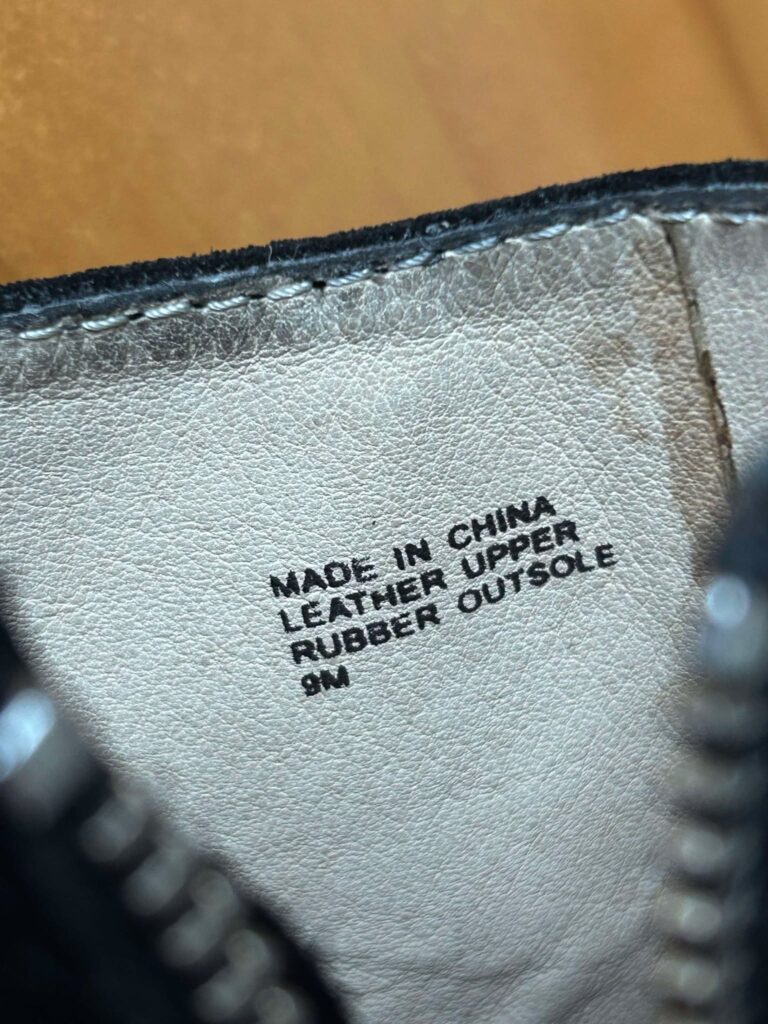 MADE IN CHINA
LEATHER UPPER
RUBBER OUTSOLE
9M